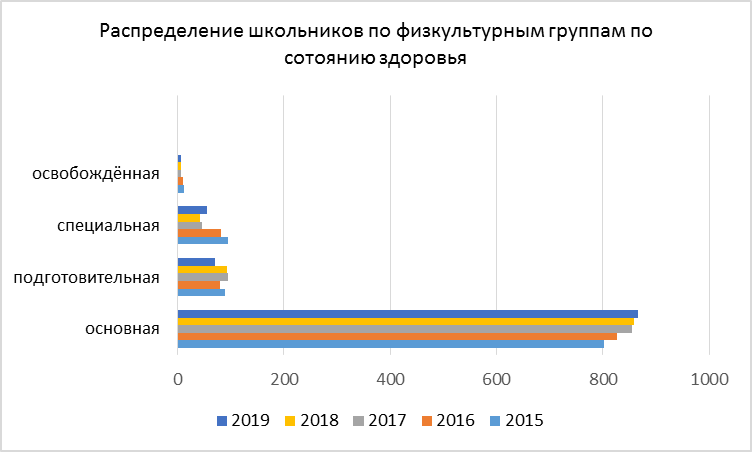 Распределение школьников по физкультурным группам по
сотоянию здоровья
освобождённая
специальная
подготовительная
основная
0 200 400 600 800 1000
2019 2018 2017 2016 2015